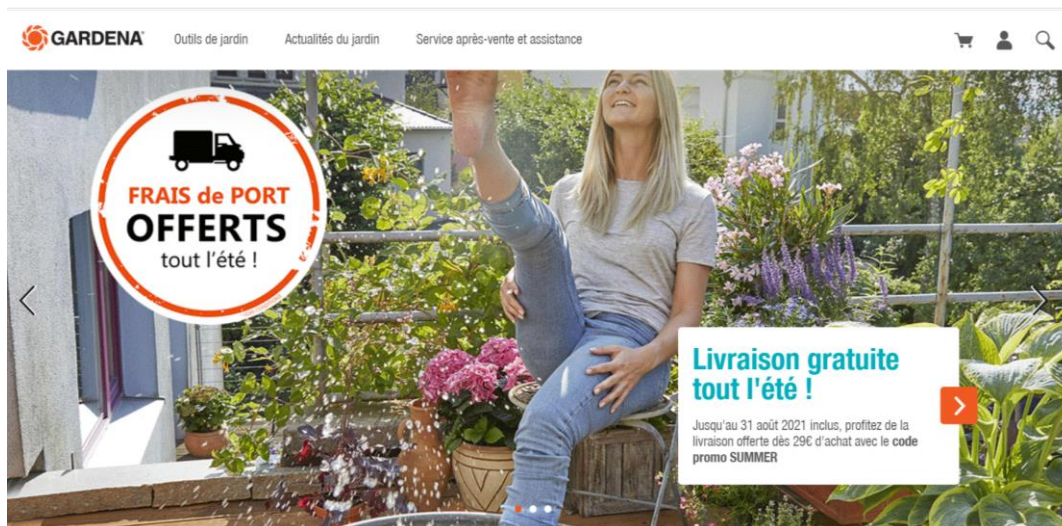 GARDENA
Outils de jardin
Actualités du jardin
Service après-vente et assistance
FRAIS de PORT
OFFERTS
tout l'été !
Livraison gratuite
tout l'été !
Jusqu'au 31 août 2021 inclus, profitez de la
livraison offerte dès 29€ d'achat avec le code
promo SUMMER